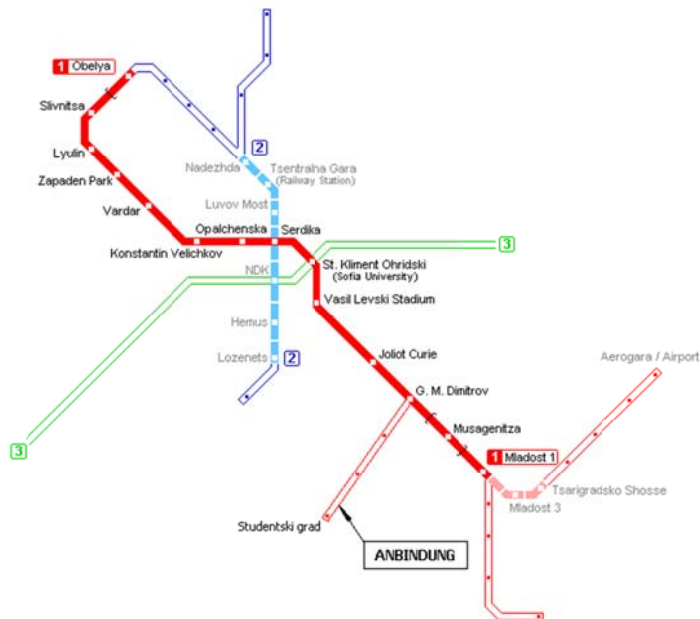 1 Obelya
Slivnitsa
Lyulin
Zapaden Park
Vardar
Konstantin Velichkov
Opalchenska
Serdika
2
Nadezhda
Tsentralna Gara
(Railway Station)
Luvov Most
3
St. Kliment Ohridski
(Sofia University)
NDK
Vasil Levski Stadium
Hemus
Lozenets
2
Joliot Curie
Aerogara / Airport
G. M. Dimitrov
Musagenitza
3
1 Mladost 1
Tsarigradsko Shosse
Mladost 3
Studentski grad
ANBINDUNG